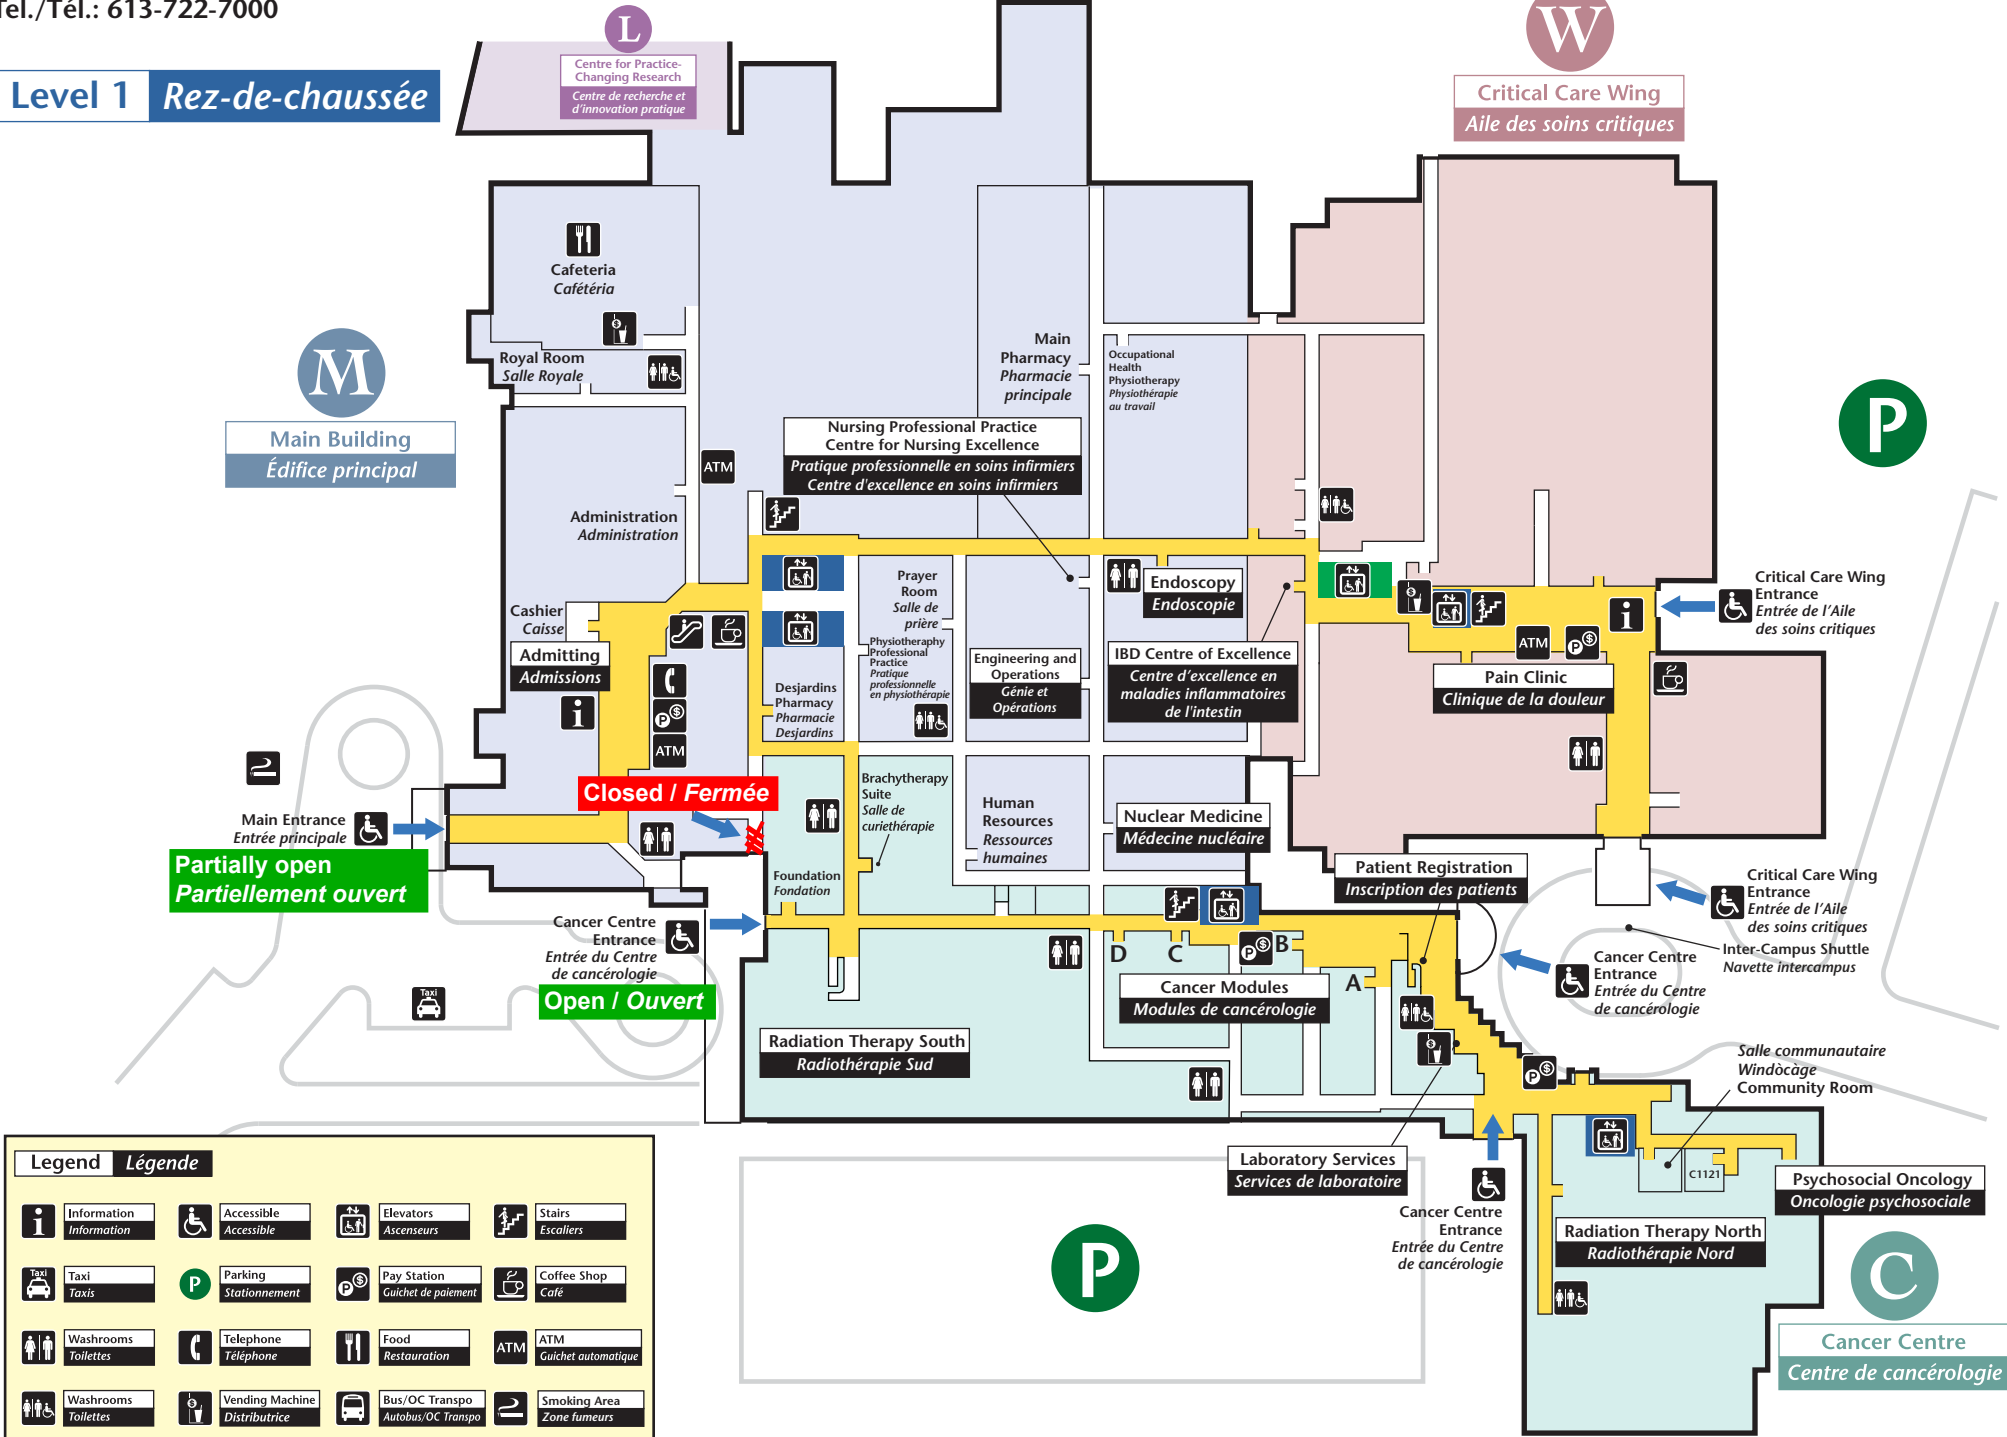 Tel./Tél.: 613-722-7000
Level 1 Rez-de-chaussée
L
Centre for Practice-
Changing Research
Centre de recherche et
d'innovation pratique
W
Critical Care Wing
Aile des soins critiques
Cafeteria
Cafétéria
Royal Room
Salle Royale
M
Main Building
Édifice principal
Main
Pharmacy
Pharmacie
principale
Occupational
Health
Physiotherapy
Physiothérapie
au travail
P
Nursing Professional Practice
Centre for Nursing Excellence
Pratique professionnelle en soins infirmiers
Centre d'excellence en soins infirmiers
ATM
Administration
Administration
Prayer
Room
Salle de
prière
Physiotheraphy
Professional
Practice
Pratique
professionnelle
en physiothérapie
Endoscopy
Endoscopie
Cashier
Caisse
Admitting
Admissions
i
Engineering and
Operations
Génie et
Opérations
IBD Centre of Excellence
Centre d'excellence en
maladies inflammatoires
de l'intestin
$
i
ATM
P $
Critical Care Wing
Entrance
Entrée de l'Aile
des soins critiques
Pain Clinic
Clinique de la douleur
Desjardins
Pharmacy
Pharmacie
Desjardins
P $
ATM
Closed / Fermée
Main Entrance
Entrée principale
Partially open
Partiellement ouvert
Brachytherapy
Suite
Salle de
curiethérapie
Human
Resources
Ressources
humaines
Nuclear Medicine
Médecine nucléaire
Patient Registration
Inscription des patients
Foundation
Fondation
Critical Care Wing
Entrance
Entrée de l'Aile
des soins critiques
Inter-Campus Shuttle
Navette intercampus
Cancer Centre
Entrance
Entrée du Centre
de cancérologie
Open / Ouvert
Taxi
D
C
P $
B
A
Cancer Modules
Modules de cancérologie
Cancer Centre
Entrance
Entrée du Centre
de cancérologie
Radiation Therapy South
Radiothérapie Sud
$
P $
Salle communautaire
Windòcàge
Community Room
Laboratory Services
Services de laboratoire
C1121
Psychosocial Oncology
Oncologie psychosociale
Cancer Centre
Entrance
Entrée du Centre
de cancérologie
Radiation Therapy North
Radiothérapie Nord
P
C
Cancer Centre
Centre de cancérologie
Legend Légende
i Information
Information
Accessible
Accessible
Elevators
Ascenseurs
Stairs
Escaliers
Taxi Taxi
Taxis
P Parking
Stationnement
P $ Pay Station
Guichet de paiement
Coffee Shop
Café
Washrooms
Toilettes
Telephone
Téléphone
Food
Restauration
ATM ATM
Guichet automatique
Washrooms
Toilettes
$ Vending Machine
Distributrice
Bus/OC Transpo
Autobus/OC Transpo
Smoking Area
Zone fumeurs